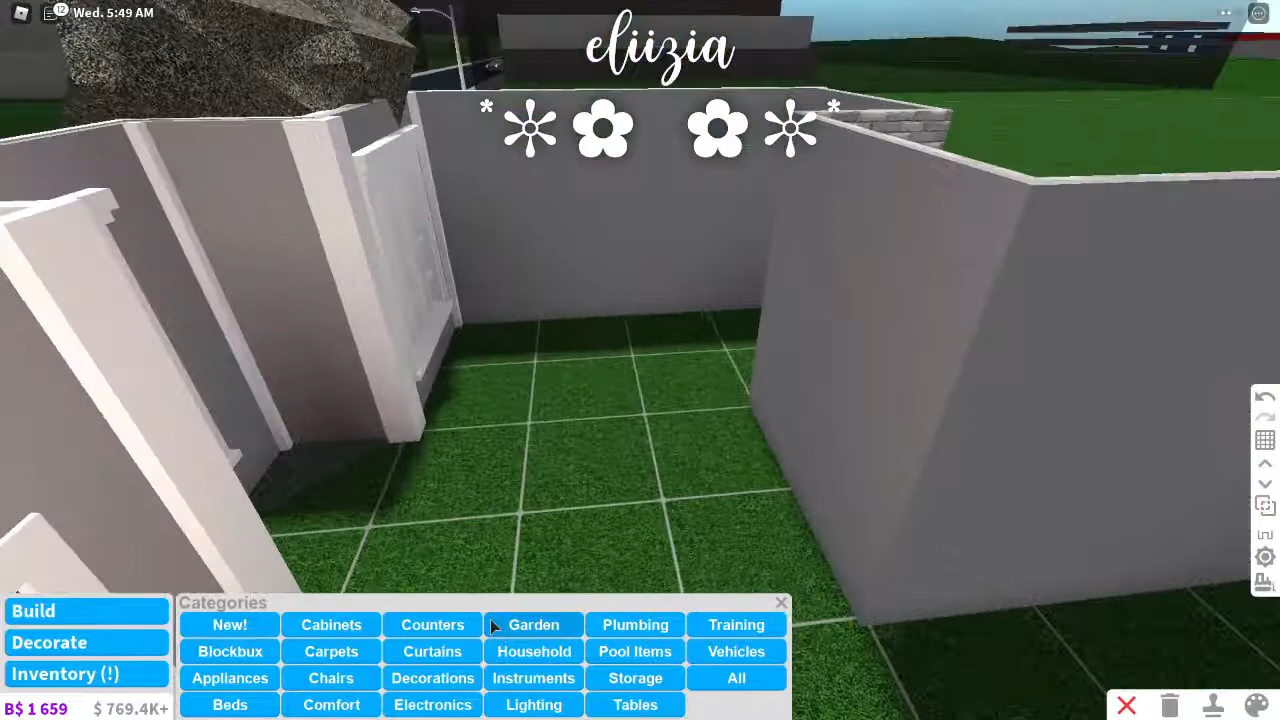 12 Wed. 5:49 AM
eliizia
Build
Decorate
Inventory (!)
B$ 1 659 $ 769.4K+
Categories
New! Cabinets Counters Garden Plumbing Training
Blockbux Carpets Curtains Household Pool Items Vehicles
Appliances Chairs Decorations Instruments Storage All
Beds Comfort Electronics Lighting Tables